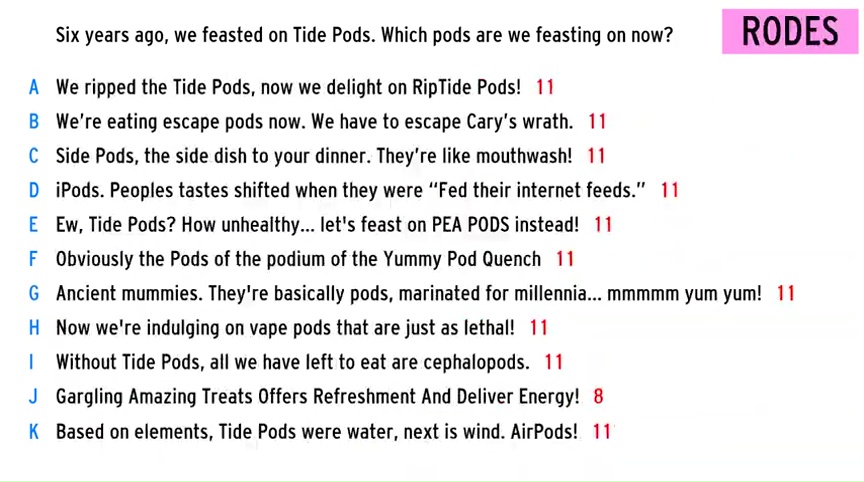 Six years ago, we feasted on Tide Pods. Which pods are we feasting on now?
RODES
A We ripped the Tide Pods, now we delight on RipTide Pods! 11
B We're eating escape pods now. We have to escape Cary's wrath. 11
C Side Pods, the side dish to your dinner. They're like mouthwash! 11
D iPods. Peoples tastes shifted when they were “Fed their internet feeds.” 11
E Ew, Tide Pods? How unhealthy... let's feast on PEA PODS instead! 11
F Obviously the Pods of the podium of the Yummy Pod Quench 11
G Ancient mummies. They're basically pods, marinated for millennia... mmmmm yum yum! 11
H Now we're indulging on vape pods that are just as lethal! 11
I Without Tide Pods, all we have left to eat are cephalopods. 11
J Gargling Amazing Treats Offers Refreshment And Deliver Energy! 8
K Based on elements, Tide Pods were water, next is wind. AirPods! 11